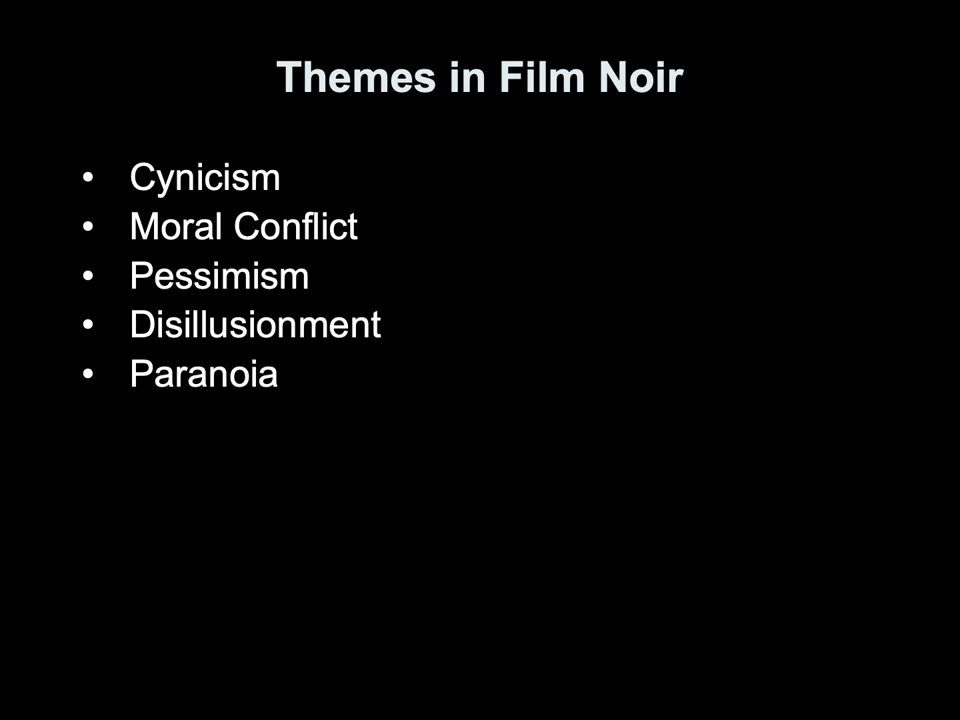 Themes in Film Noir
• Cynicism
• Moral Conflict
• Pessimism
• Disillusionment
• Paranoia